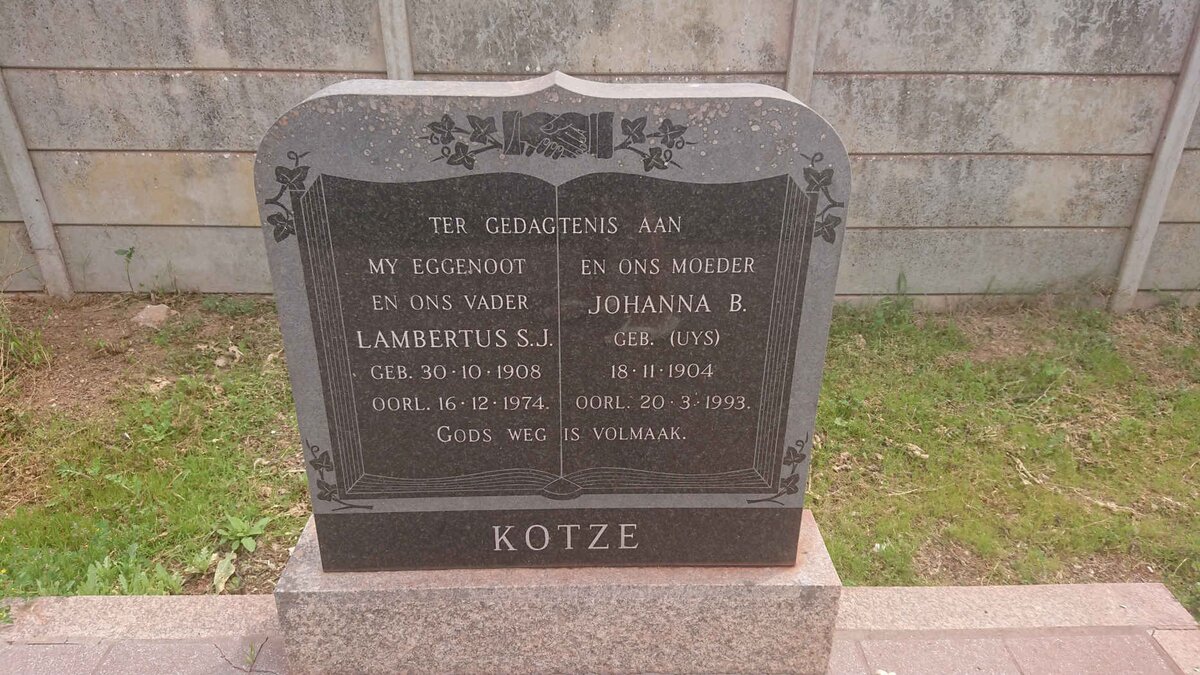 TER GEDAGTENIS AAN
MY EGGENOOT
EN ONS VADER
LAMBERTUS S.J.
GEB. 30·10·1908
OORL. 16·12·1974.
EN ONS MOEDER
JOHANNA B.
GEB. (UYS)
18·11·1904
OORL. 20·3·1993.
GODS WEG IS VOLMAAK.
KOTZE